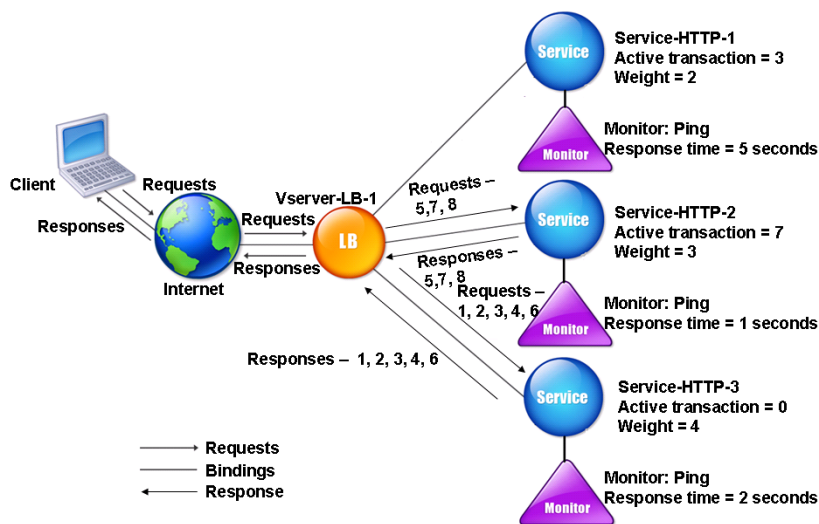 Service
Service-HTTP-1
Active transaction = 3
Weight = 2
Monitor
Monitor: Ping
Response time = 5 seconds
Client
Requests
Responses
Internet
Requests
Responses
Vserver-LB-1
LB
Requests –
5,7, 8
Responses –
5,7,8
Requests –
1, 2, 3, 4, 6
Responses – 1, 2, 3, 4, 6
Service
Service-HTTP-2
Active transaction = 7
Weight = 3
Monitor
Monitor: Ping
Response time = 1 seconds
Service
Service-HTTP-3
Active transaction = 0
Weight = 4
Monitor
Monitor: Ping
Response time = 2 seconds
Requests
Bindings
Response